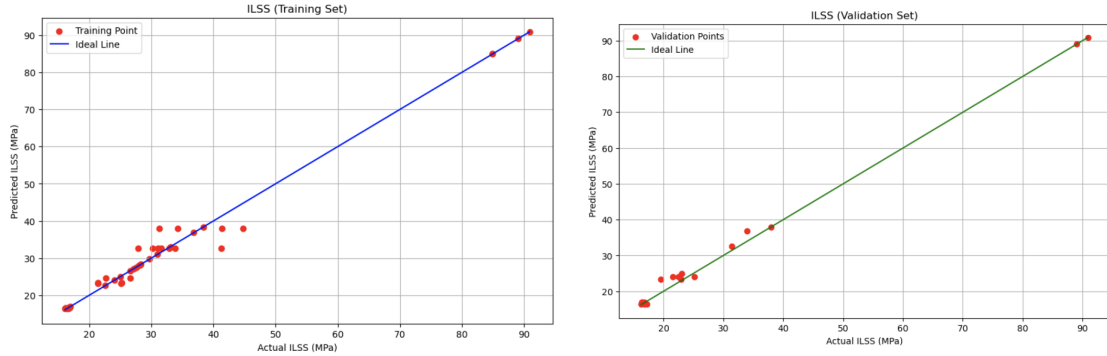 ILSS (Training Set)
Training Point
Ideal Line
Predicted ILSS (MPa)
90
80
70
60
50
40
30
20
20 30 40 50 60 70 80 90
Actual ILSS (MPa)
ILSS (Validation Set)
Validation Points
Ideal Line
Predicted ILSS (MPa)
90
80
70
60
50
40
30
20
20 30 40 50 60 70 80 90
Actual ILSS (MPa)